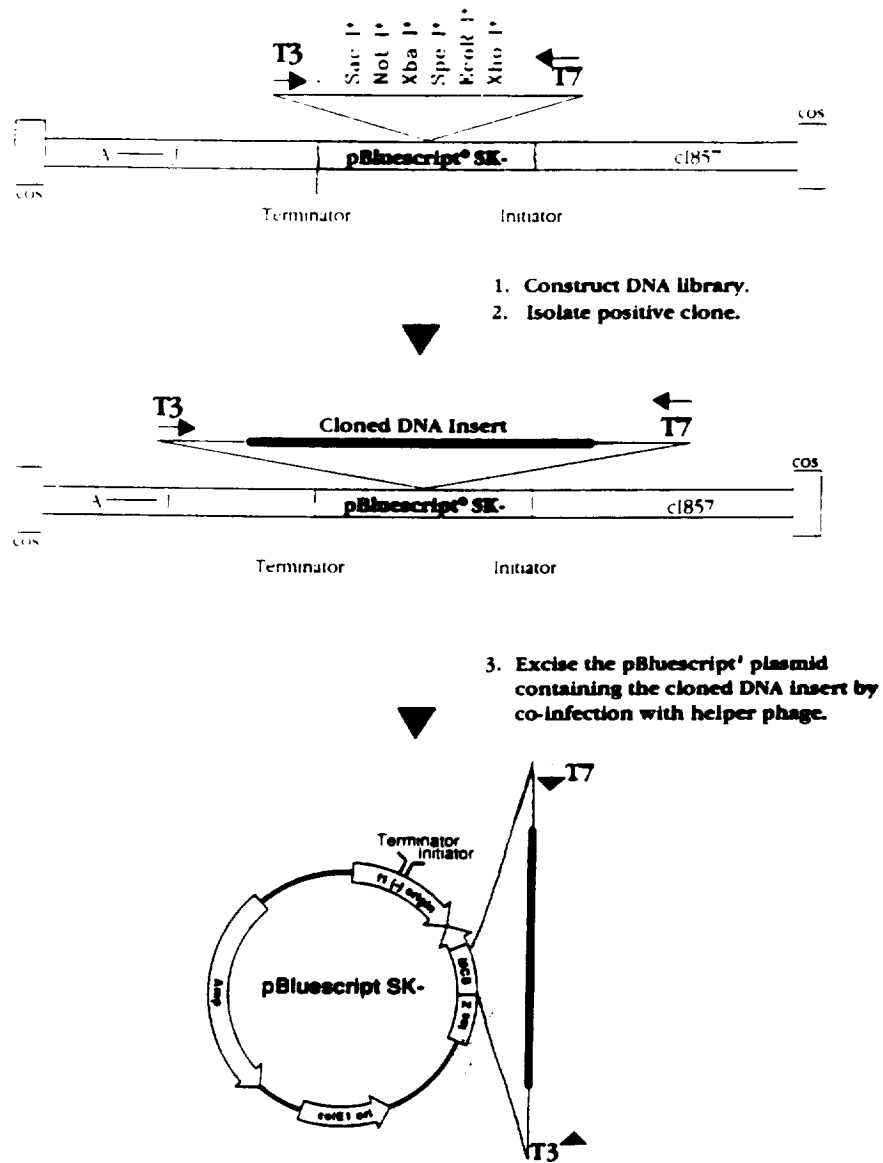 T3
Sac I*
Not I*
Xba I*
Spe I*
EcoR I*
Xho I*
T7
cos
A — J
pBluescript® SK-
cI857
cos
Terminator
Initiator
1. Construct DNA library.
2. Isolate positive clone.
T3
Cloned DNA Insert
T7
cos
A
pBluescript® SK-
cI857
cos
Terminator
Initiator
3. Excise the pBluescript' plasmid
containing the cloned DNA insert by
co-infection with helper phage.
T7
Terminator
Initiator
f1 (-) origin
MCS
Amp
pBluescript SK-
colE1 ori
T3